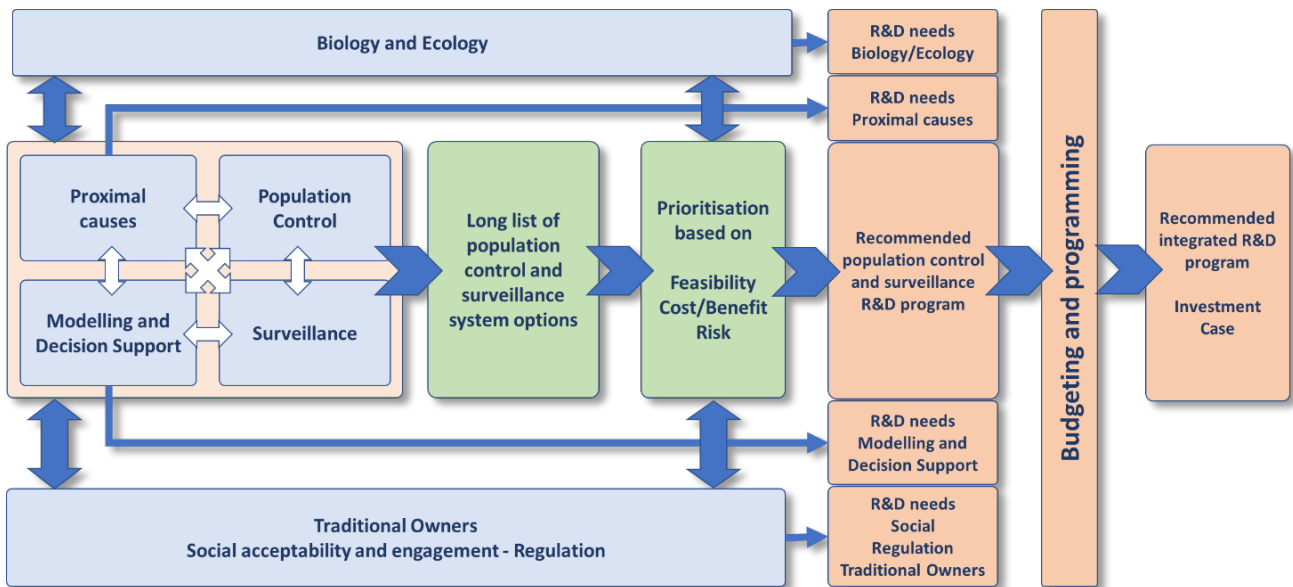 Biology and Ecology
R&D needs
Biology/Ecology
R&D needs
Proximal causes
Proximal
causes
Population
Control
Modelling and
Decision Support
Surveillance
Long list of
population
control and
surveillance
system options
Prioritisation
based on
Feasibility
Cost/Benefit
Risk
Recommended
population control
and surveillance
R&D program
Budgeting and programming
Recommended
integrated R&D
program
Investment
Case
R&D needs
Modelling and
Decision Support
Traditional Owners
Social acceptability and engagement - Regulation
R&D needs
Social
Regulation
Traditional Owners